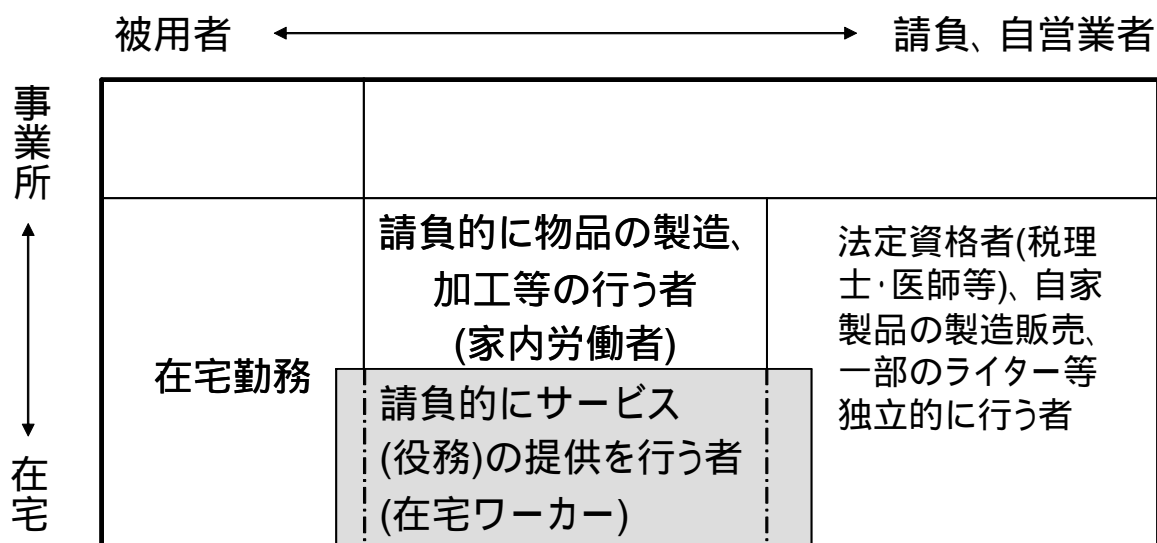 被用者
請負、自営業者
事業所
在宅
在宅勤務
請負的に物品の製造、
加工等の行う者
(家内労働者)
請負的にサービス
(役務)の提供を行う者
(在宅ワーカー)
法定資格者(税理
士・医師等)、自家
製品の製造販売、
一部のライター等
独立的に行う者